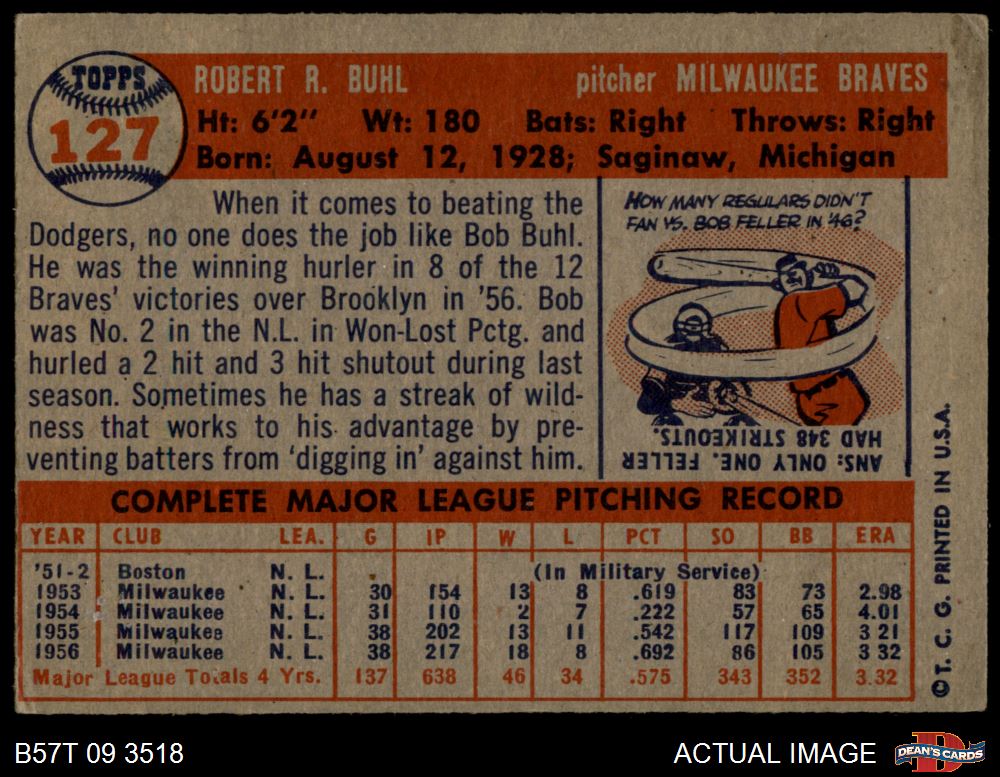 TOPPS
127
ROBERT R. BUHL pitcher MILWAUKEE BRAVES
Ht: 6'2" Wt: 180 Bats: Right Throws: Right
Born: August 12, 1928; Saginaw, Michigan
When it comes to beating the
Dodgers, no one does the job like Bob Buhl.
He was the winning hurler in 8 of the 12
Braves' victories over Brooklyn in '56. Bob
was No. 2 in the N.L. in Won-Lost Pctg. and
hurled a 2 hit and 3 hit shutout during last
season. Sometimes he has a streak of wild-
ness that works to his advantage by pre-
venting batters from 'digging in' against him.
HOW MANY REGULARS DIDN'T
FAN VS. BOB FELLER IN '46?
ANS: ONLY ONE. FELLER
HAD 348 STRIKEOUTS.
COMPLETE MAJOR LEAGUE PITCHING RECORD
YEAR CLUB LEA. G IP W L PCT SO BB ERA
'51-2 Boston N. L. (In Military Service)
1953 Milwaukee N. L. 30 154 13 8 .619 83 73 2.98
1954 Milwaukee N. L. 31 110 2 7 .222 57 65 4.01
1955 Milwaukee N. L. 38 202 13 11 .542 117 109 3 21
1956 Milwaukee N. L. 38 217 18 8 .692 86 105 3 32
Major League Totals 4 Yrs. 137 638 46 34 .575 343 352 3.32
© T. C. G. PRINTED IN U.S.A.
B57T 09 3518
ACTUAL IMAGE
D
DEAN'S CARDS